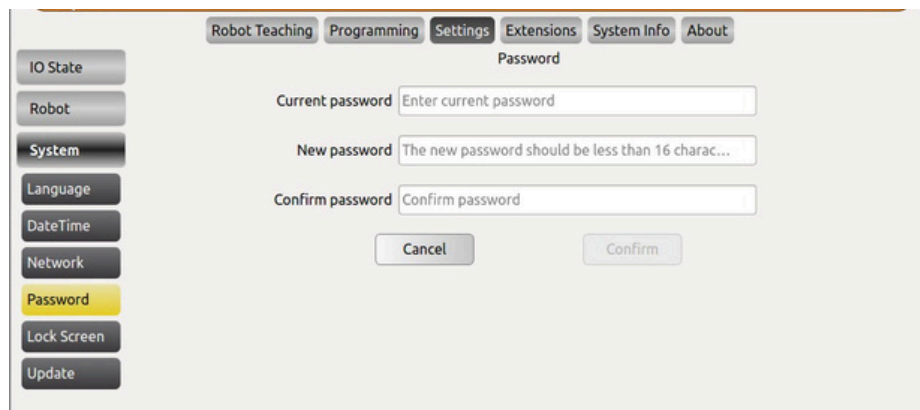 Robot Teaching Programming Settings Extensions System Info About
Password
IO State
Robot
System
Language
DateTime
Network
Password
Lock Screen
Update
Current password Enter current password
New password The new password should be less than 16 charac...
Confirm password Confirm password
Cancel Confirm